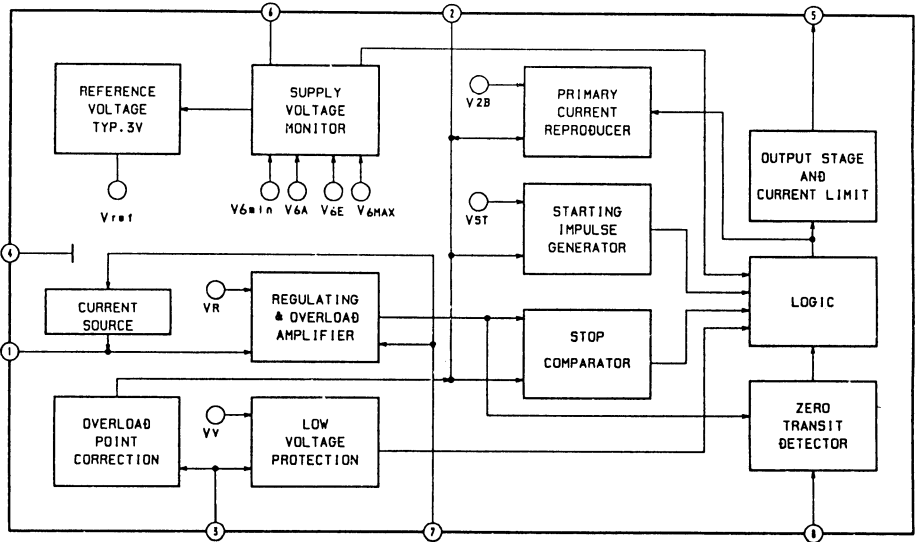 6
2
5
REFERENCE
VOLTAGE
TYP.3V
SUPPLY
VOLTAGE
MONITOR
V2B
PRIMARY
CURRENT
REPRODUCER
OUTPUT STAGE
AND
CURRENT LIMIT
Vref
V6min
V6A
V6E
V6MAX
VST
STARTING
IMPULSE
GENERATOR
4
CURRENT
SOURCE
VR
REGULATING
& OVERLOAD
AMPLIFIER
LOGIC
1
STOP
COMPARATOR
OVERLOAD
POINT
CORRECTION
VV
LOW
VOLTAGE
PROTECTION
ZERO
TRANSIT
DETECTOR
3
7
8